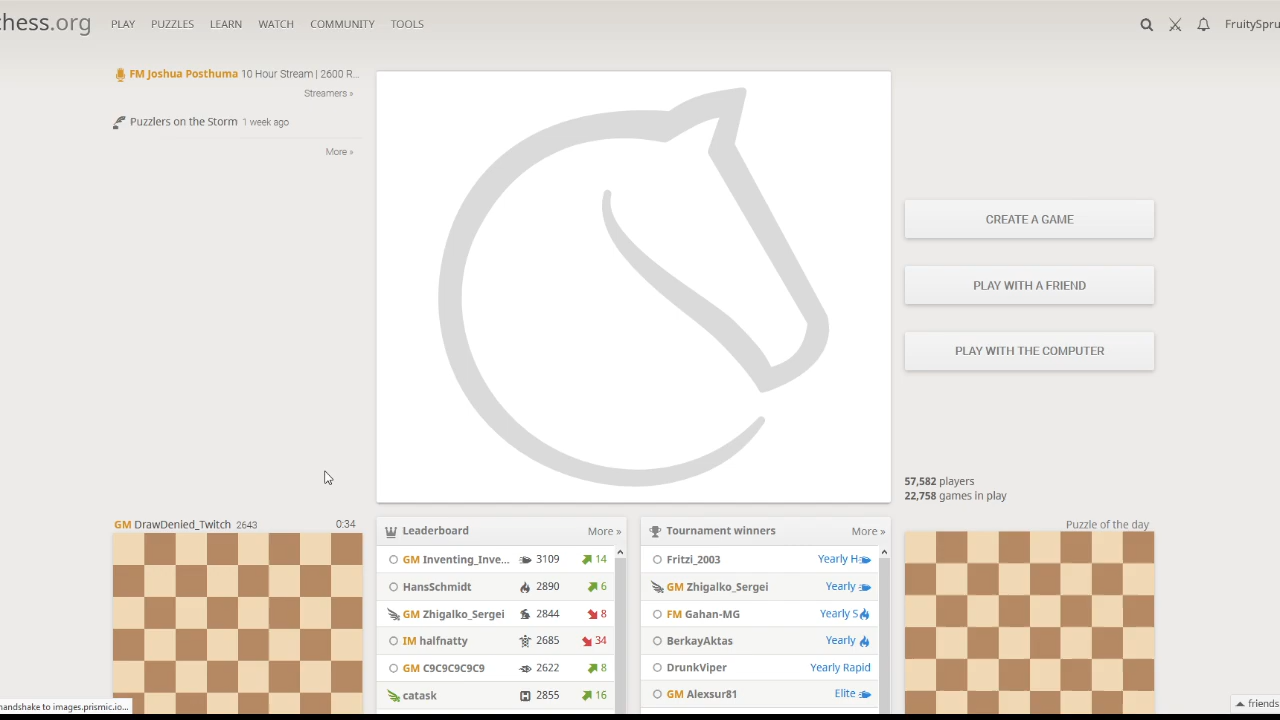 hess.org PLAY PUZZLES LEARN WATCH COMMUNITY TOOLS FruitySpru
FM Joshua Posthuma 10 Hour Stream | 2600 R...
Streamers »
Puzzlers on the Storm 1 week ago
More »
CREATE A GAME
PLAY WITH A FRIEND
PLAY WITH THE COMPUTER
57,582 players
22,758 games in play
GM DrawDenied_Twitch 2643 0:34
Leaderboard More »
GM Inventing_Inve... 3109 14
HansSchmidt 2890 6
GM Zhigalko_Sergei 2844 8
IM halfnatty 2685 34
GM C9C9C9C9C9 2622 8
catask 2855 16
Tournament winners More »
Fritzi_2003 Yearly H
GM Zhigalko_Sergei Yearly
FM Gahan-MG Yearly S
BerkayAktas Yearly
DrunkViper Yearly Rapid
GM Alexsur81 Elite
Puzzle of the day
handshake to images.prismic.io...
friends